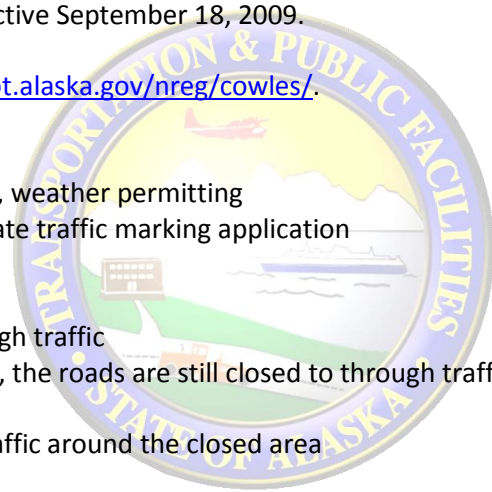 ctive September 18, 2009.
ot.alaska.gov/nreg/cowles/.
, weather permitting
ate traffic marking application
gh traffic
, the roads are still closed to through traff
affic around the closed area
TRANSPORTATION & PUBLIC FACILITIES
STATE OF ALASKA